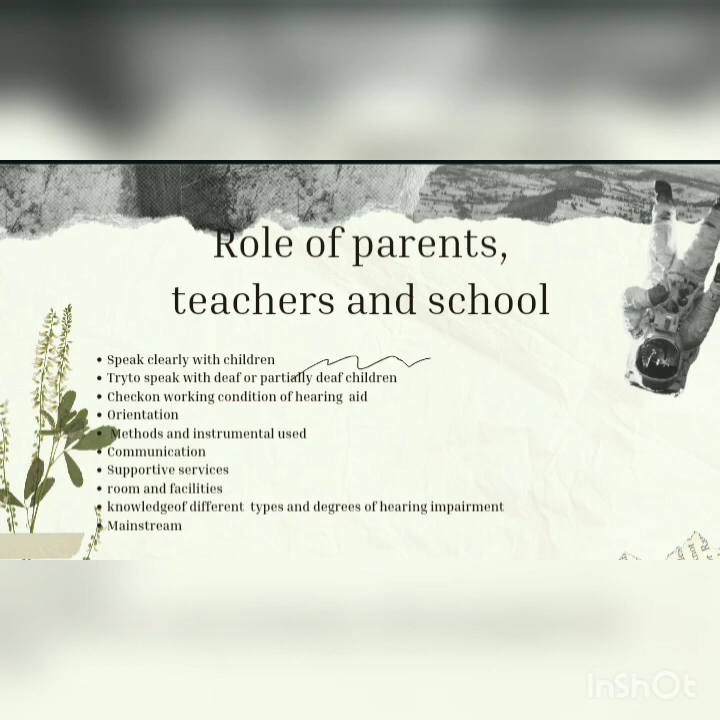 Role of parents,
teachers and school
• Speak clearly with children
• Tryto speak with deaf or partially deaf children
• Checkon working condition of hearing aid
• Orientation
• Methods and instrumental used
• Communication
• Supportive services
• room and facilities
• knowledgeof different types and degrees of hearing impairment
• Mainstream
InShOt